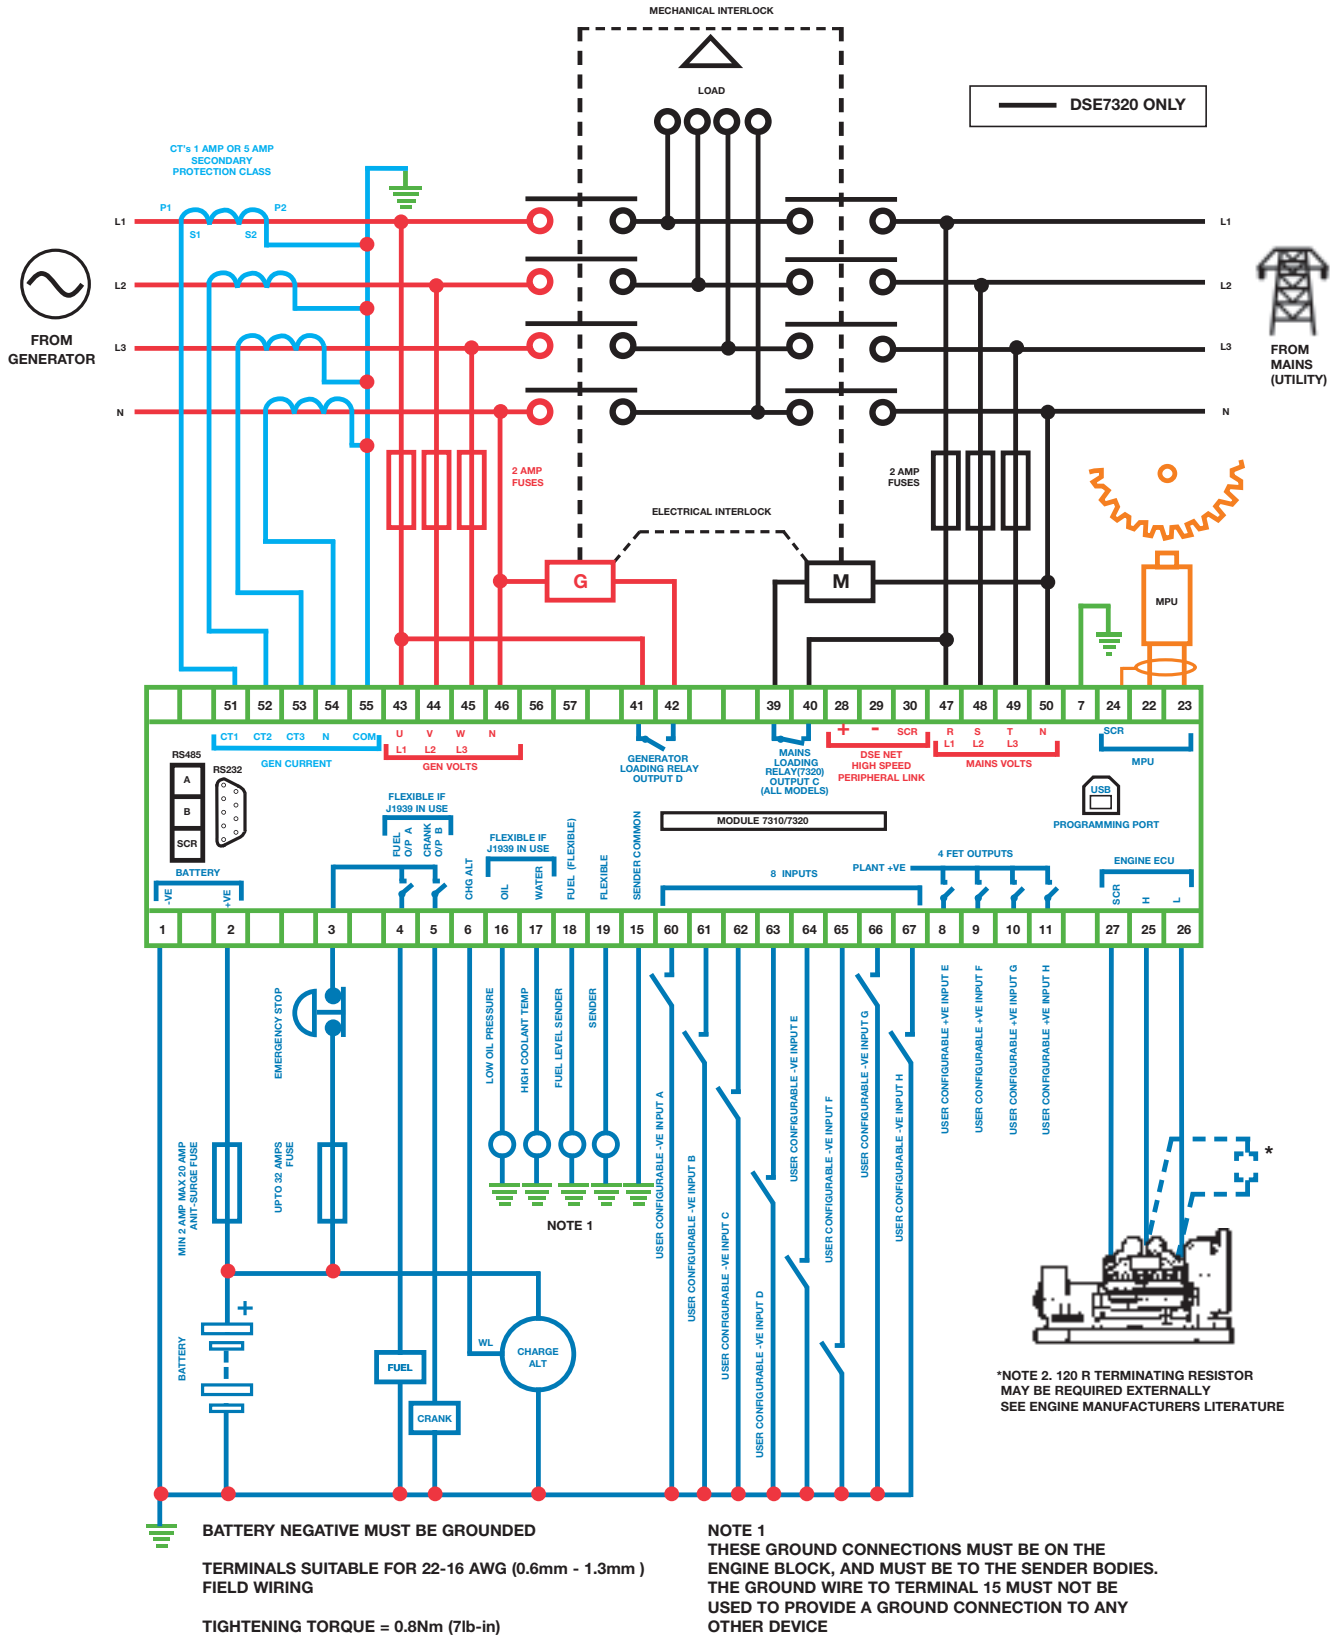 MECHANICAL INTERLOCK
LOAD
DSE7320 ONLY
CT's 1 AMP OR 5 AMP
SECONDARY
PROTECTION CLASS
P1
P2
S1
S2
L1
L2
L3
N
FROM
GENERATOR
L1
L2
L3
N
FROM
MAINS
(UTILITY)
2 AMP
FUSES
2 AMP
FUSES
ELECTRICAL INTERLOCK
G
M
MPU
51 52 53 54 55 43 44 45 46 56 57 41 42 39 40 28 29 30 47 48 49 50 7 24 22 23
CT1 CT2 CT3 N COM
GEN CURRENT
U V W N
L1 L2 L3
GEN VOLTS
GENERATOR
LOADING RELAY
OUTPUT D
MAINS
LOADING
RELAY(7320)
OUTPUT C
(ALL MODELS)
+ - SCR
DSE NET
HIGH SPEED
PERIPHERAL LINK
R S T N
L1 L2 L3
MAINS VOLTS
SCR
MPU
RS485
A
B
SCR
RS232
USB
PROGRAMMING PORT
MODULE 7310/7320
FLEXIBLE IF
J1939 IN USE
FUEL
O/P A
CRANK
O/P B
CHG ALT
FLEXIBLE IF
J1939 IN USE
OIL
WATER
FUEL (FLEXIBLE)
FLEXIBLE
SENDER COMMON
8 INPUTS
PLANT +VE
4 FET OUTPUTS
ENGINE ECU
SCR
H
L
BATTERY
-VE
+VE
1 2 3 4 5 6 16 17 18 19 15 60 61 62 63 64 65 66 67 8 9 10 11 27 25 26
EMERGENCY STOP
LOW OIL PRESSURE
HIGH COOLANT TEMP
FUEL LEVEL SENDER
SENDER
USER CONFIGURABLE -VE INPUT A
USER CONFIGURABLE -VE INPUT B
USER CONFIGURABLE -VE INPUT C
USER CONFIGURABLE -VE INPUT D
USER CONFIGURABLE -VE INPUT E
USER CONFIGURABLE -VE INPUT F
USER CONFIGURABLE -VE INPUT G
USER CONFIGURABLE -VE INPUT H
USER CONFIGURABLE +VE INPUT E
USER CONFIGURABLE +VE INPUT F
USER CONFIGURABLE +VE INPUT G
USER CONFIGURABLE +VE INPUT H
MIN 2 AMP MAX 20 AMP
ANIT-SURGE FUSE
UPTO 32 AMPS
FUSE
NOTE 1
*
+
BATTERY
FUEL
CRANK
WL
CHARGE
ALT
*NOTE 2. 120 R TERMINATING RESISTOR
MAY BE REQUIRED EXTERNALLY
SEE ENGINE MANUFACTURERS LITERATURE
BATTERY NEGATIVE MUST BE GROUNDED
TERMINALS SUITABLE FOR 22-16 AWG (0.6mm - 1.3mm )
FIELD WIRING
TIGHTENING TORQUE = 0.8Nm (7lb-in)
NOTE 1
THESE GROUND CONNECTIONS MUST BE ON THE
ENGINE BLOCK, AND MUST BE TO THE SENDER BODIES.
THE GROUND WIRE TO TERMINAL 15 MUST NOT BE
USED TO PROVIDE A GROUND CONNECTION TO ANY
OTHER DEVICE